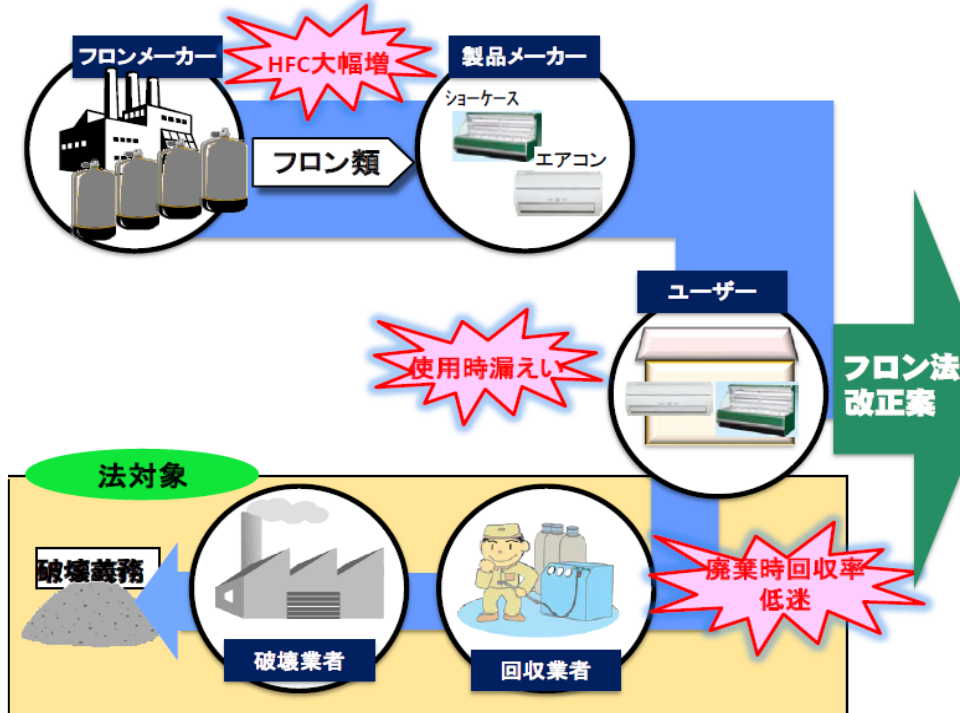 フロンメーカー
HFC大幅増
製品メーカー
ショーケース
エアコン
フロン類
ユーザー
使用時漏えい
フロン法
改正案
法対象
破壊義務
廃棄時回収率
低迷
破壊業者
回収業者